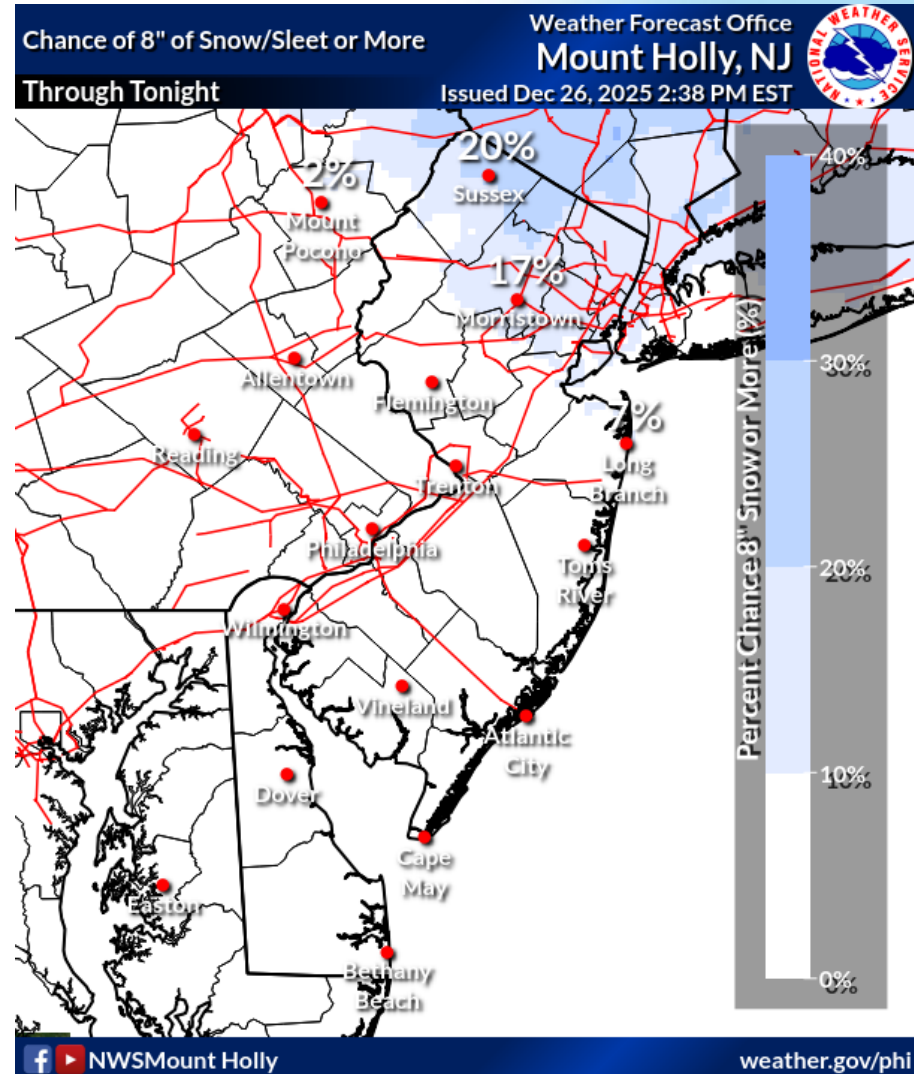 Chance of 8" of Snow/Sleet or More
Through Tonight
Weather Forecast Office
Mount Holly, NJ
Issued Dec 26, 2025 2:38 PM EST
NATIONAL WEATHER SERVICE
20%
Sussex
2%
Mount
Pocono
17%
Morristown
Allentown
Flemington
7%
Long
Branch
Reading
Trenton
Philadelphia
Toms
River
Wilmington
Vineland
Atlantic
City
Dover
Cape
May
Easton
Bethany
Beach
Percent Chance 8" Snow or More (%)
40%
30%
20%
10%
0%
NWSMount Holly
weather.gov/phi